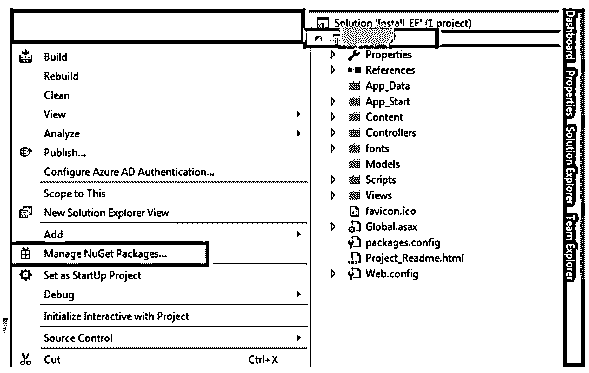 Solution 'Install_EF' (1 project)
Build
Rebuild
Clean
View
Analyze
Publish...
Configure Azure AD Authentication...
Scope to This
New Solution Explorer View
Add
Manage NuGet Packages...
Set as StartUp Project
Debug
Initialize Interactive with Project
Source Control
Cut Ctrl+X
Properties
References
App_Data
App_Start
Content
Controllers
fonts
Models
Scripts
Views
favicon.ico
Global.asax
packages.config
Project_Readme.html
Web.config
Dashboard
Properties
Solution Explorer
Team Explorer